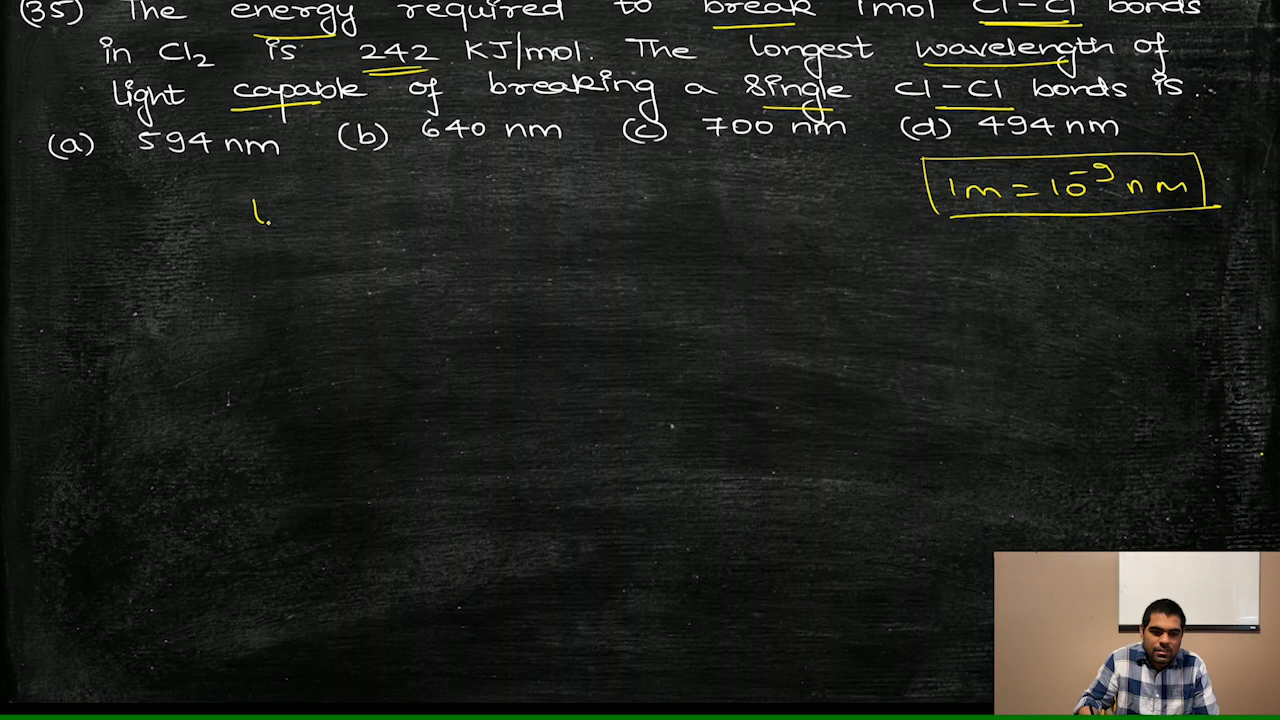 (35) The energy required to break 1mol Cl-Cl bonds
in Cl2 is 242 KJ/mol. The longest wavelength of
light capable of breaking a single Cl-Cl bonds is..
(a) 594 nm (b) 640 nm (c) 700 nm (d) 494 nm
1m = 10^-9 nm